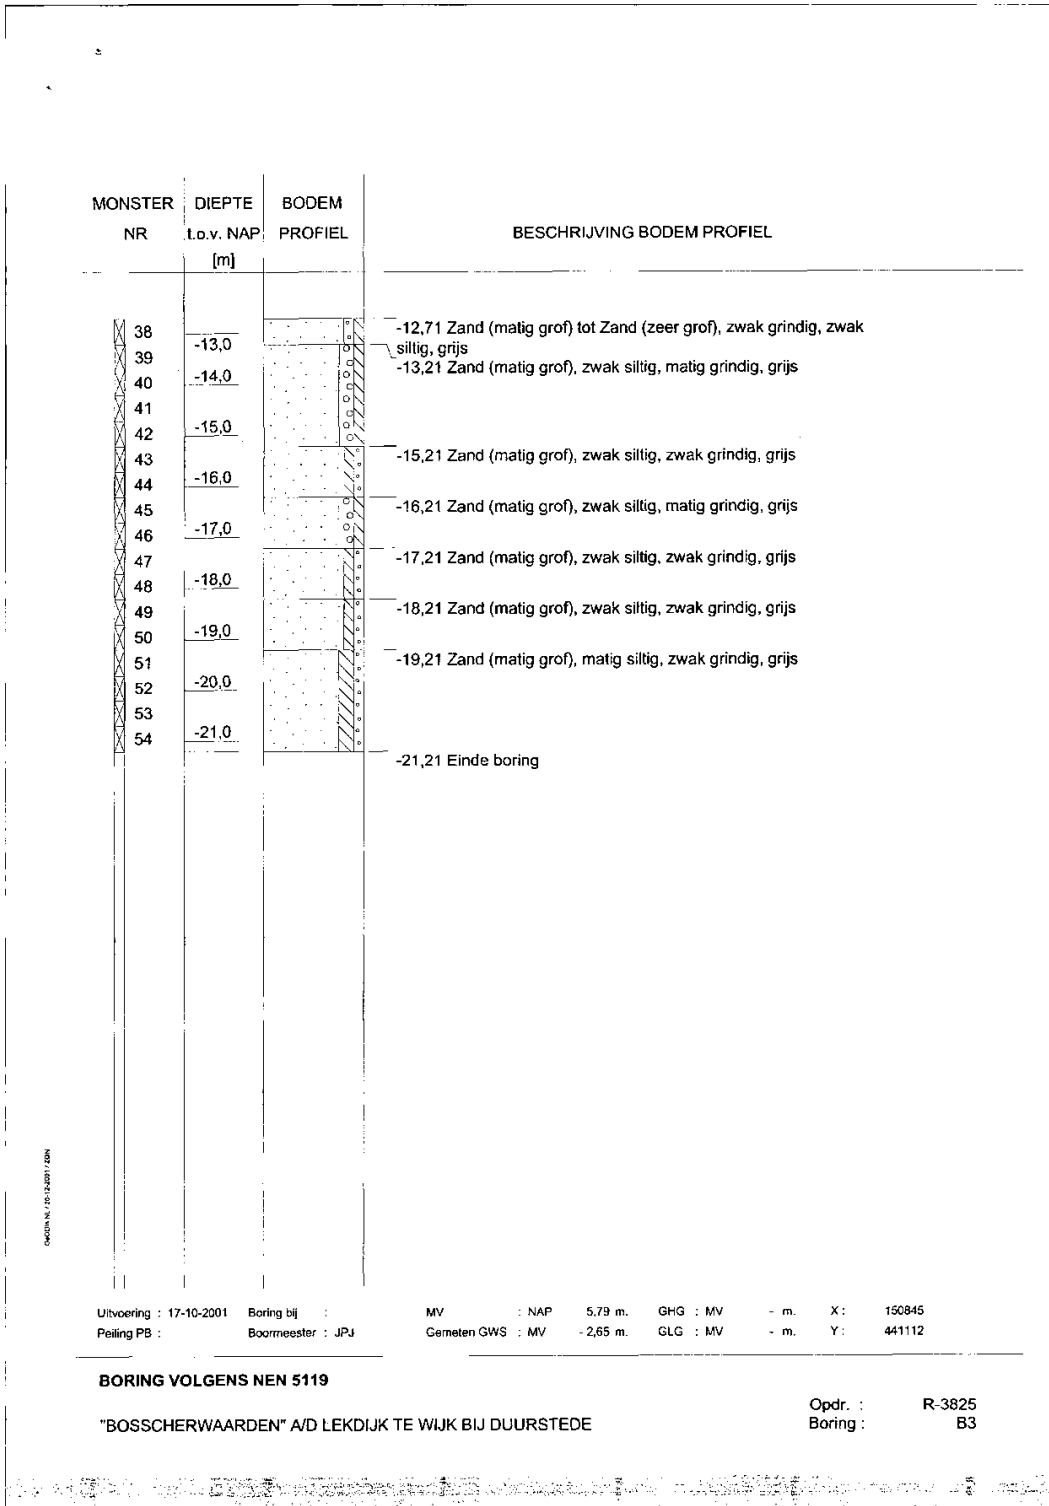 MONSTER DIEPTE BODEM
NR t.o.v. NAP PROFIEL BESCHRIJVING BODEM PROFIEL
[m]
38 -12,71 Zand (matig grof) tot Zand (zeer grof), zwak grindig, zwak
-13,0 siltig, grijs
39 -13,21 Zand (matig grof), zwak siltig, matig grindig, grijs
40 -14,0
41
42 -15,0
43 -15,21 Zand (matig grof), zwak siltig, zwak grindig, grijs
44 -16,0
45 -16,21 Zand (matig grof), zwak siltig, matig grindig, grijs
46 -17,0
47 -17,21 Zand (matig grof), zwak siltig, zwak grindig, grijs
48 -18,0
49 -18,21 Zand (matig grof), zwak siltig, zwak grindig, grijs
50 -19,0
51 -19,21 Zand (matig grof), matig siltig, zwak grindig, grijs
52 -20,0
53
54 -21,0
-21,21 Einde boring
Uitvoering : 17-10-2001 Boring bij : MV : NAP 5,79 m. GHG : MV - m. X : 150845
Peiling PB : Boormeester : JPJ Gemeten GWS : MV - 2,65 m. GLG : MV - m. Y : 441112
BORING VOLGENS NEN 5119
"BOSSCHERWAARDEN" A/D LEKDIJK TE WIJK BIJ DUURSTEDE
Opdr. : R-3825
Boring : B3